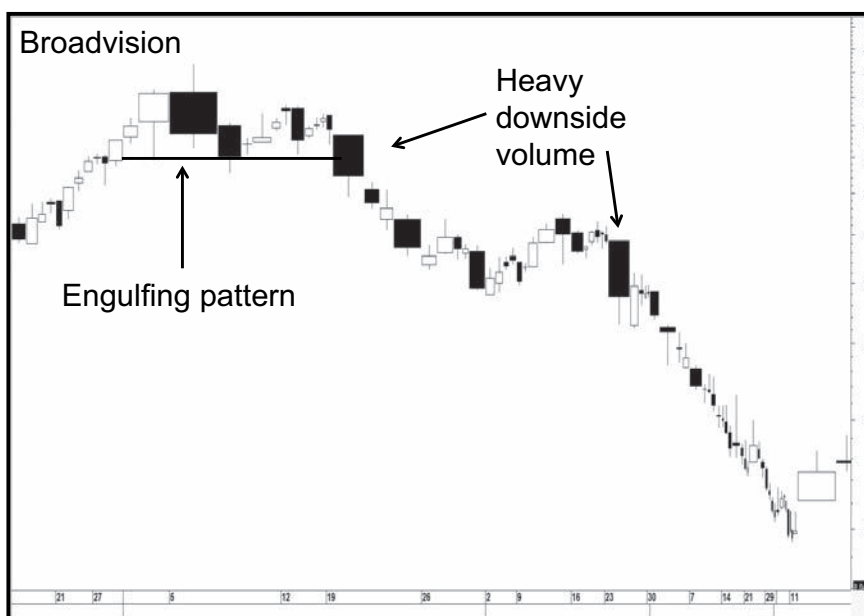 Broadvision
Heavy
downside
volume
Engulfing pattern
21 27 5 12 19 26 2 9 16 23 30 7 14 21 29 11